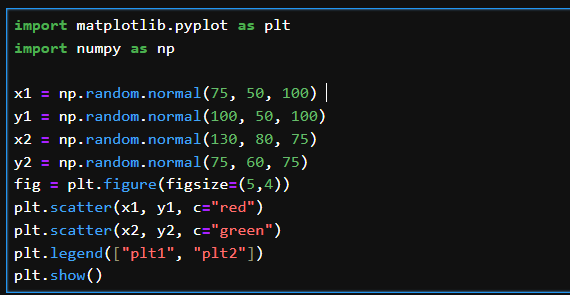 import matplotlib.pyplot as plt
import numpy as np

x1 = np.random.normal(75, 50, 100)
y1 = np.random.normal(100, 50, 100)
x2 = np.random.normal(130, 80, 75)
y2 = np.random.normal(75, 60, 75)
fig = plt.figure(figsize=(5,4))
plt.scatter(x1, y1, c="red")
plt.scatter(x2, y2, c="green")
plt.legend(["plt1", "plt2"])
plt.show()